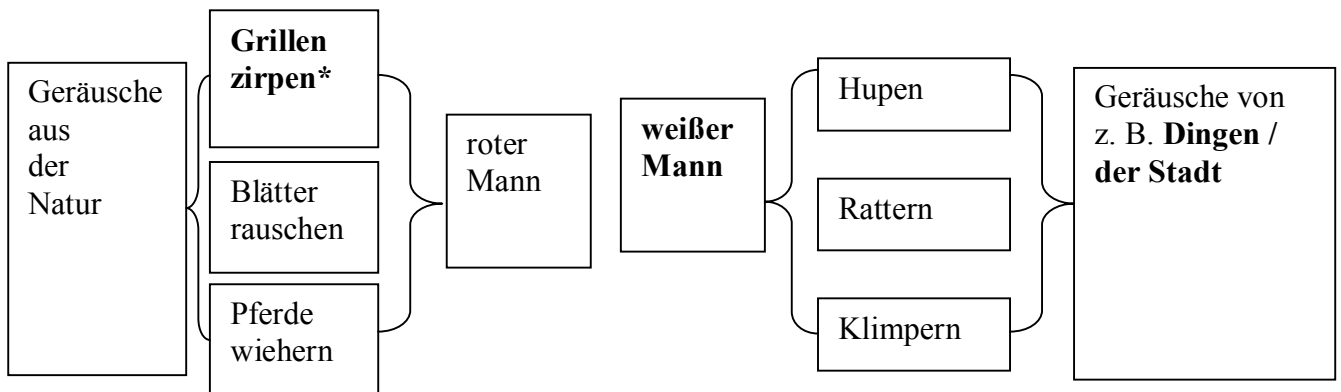 Geräusche
aus
der
Natur
Grillen
zirpen*
Blätter
rauschen
Pferde
wiehern
roter
Mann
weißer
Mann
Hupen
Rattern
Klimpern
Geräusche von
z. B. Dingen /
der Stadt